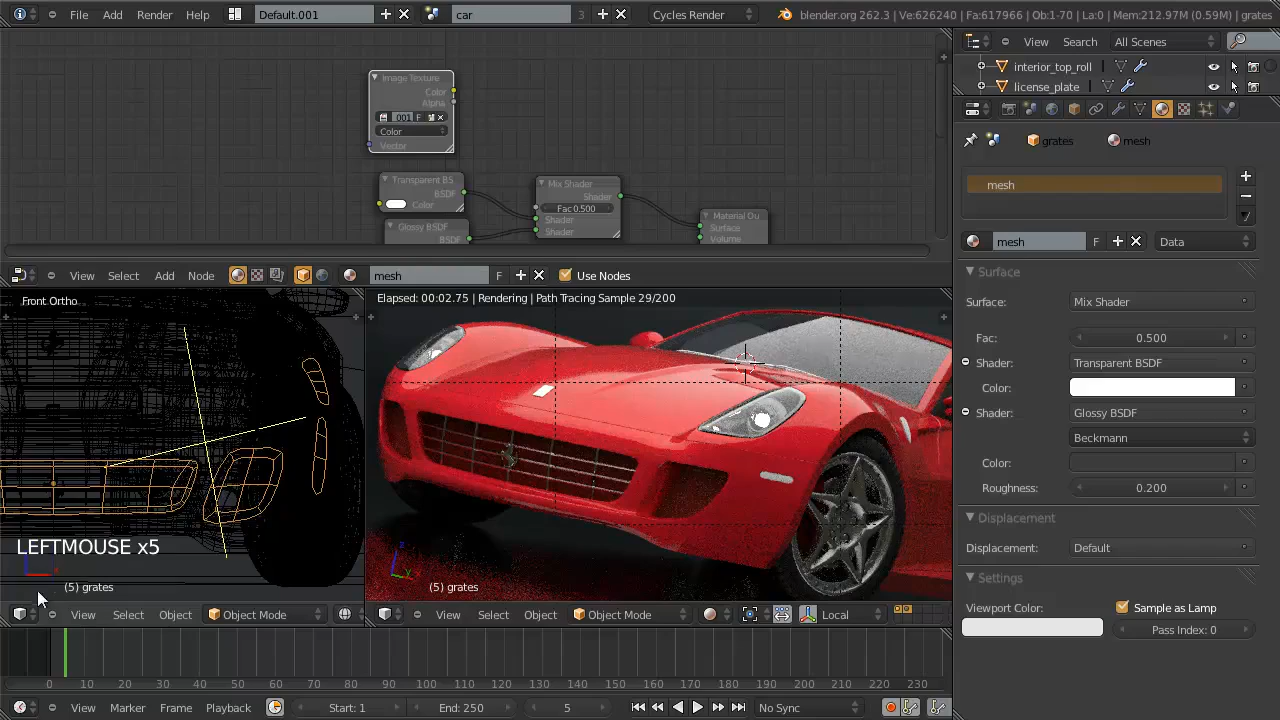 File Add Render Help Default.001 car 3 Cycles Render blender.org 262.3 | Ve:626240 | Fa:617966 | Ob:1-70 | La:0 | Mem:212.97M (0.59M) | grates
View Search All Scenes
interior_top_roll
license_plate
Image Texture
Color
Alpha
001 F
Color
Vector
Transparent BS
BSDF
Color
Glossy BSDF
BSDF
Mix Shader
Shader
Fac 0.500
Shader
Shader
Material Ou
Surface
Volume
View Select Add Node mesh F Use Nodes
grates mesh
mesh
mesh F Data
Surface
Surface: Mix Shader
Fac: 0.500
Shader: Transparent BSDF
Color:
Shader: Glossy BSDF
Beckmann
Color:
Roughness: 0.200
Displacement
Displacement: Default
Settings
Viewport Color: Sample as Lamp
Pass Index: 0
Front Ortho
LEFTMOUSE x5
(5) grates
View Select Object Object Mode
Elapsed: 00:02.75 | Rendering | Path Tracing Sample 29/200
(5) grates
View Select Object Object Mode Local
0 10 20 30 40 50 60 70 80 90 100 110 120 130 140 150 160 170 180 190 200 210 220 230
View Marker Frame Playback Start: 1 End: 250 5 No Sync